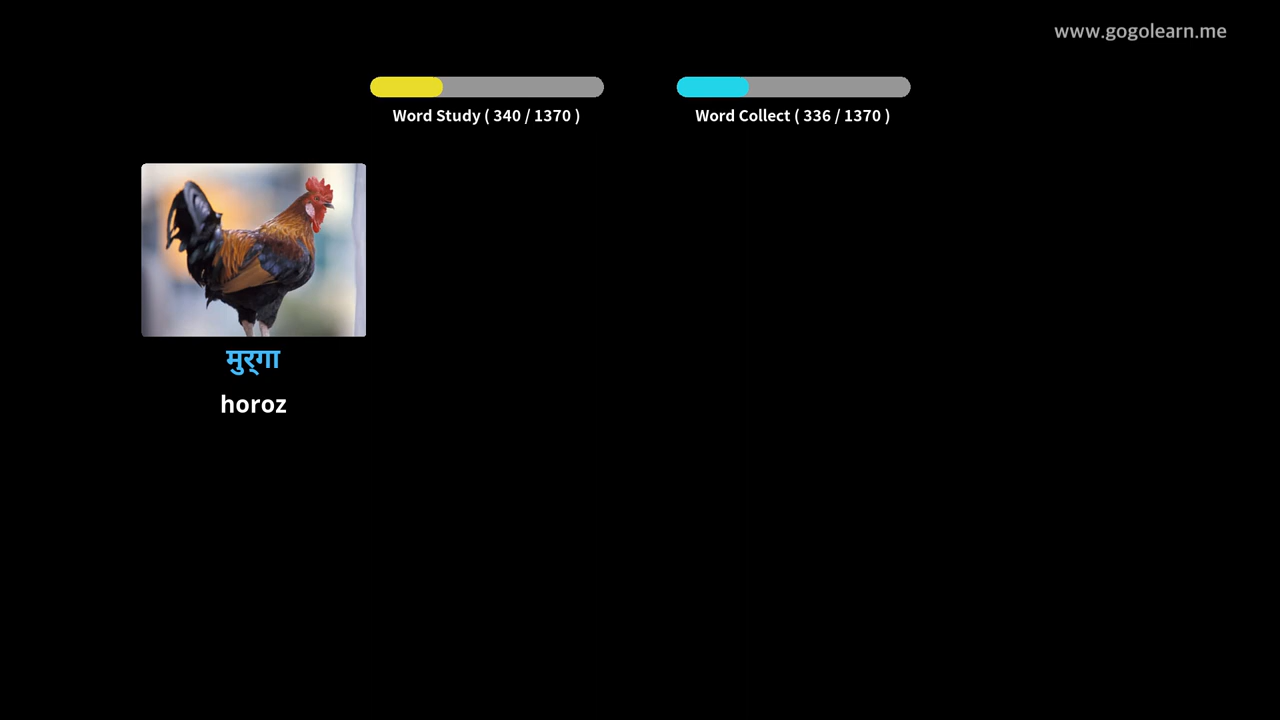 www.gogolearn.me
Word Study ( 340 / 1370 )
Word Collect ( 336 / 1370 )
मुर्‍गा
horoz